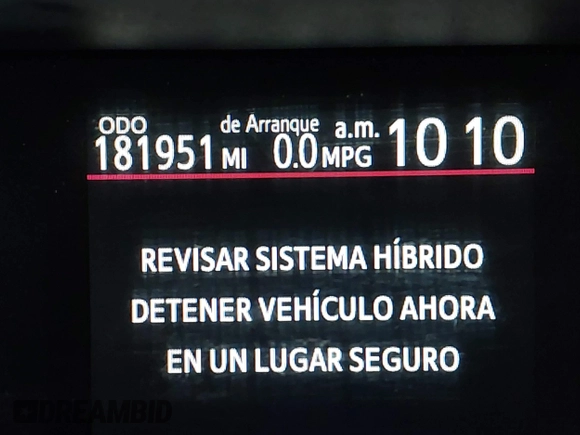 ODO de Arranque a.m. 10 10
181951 MI 0.0 MPG
REVISAR SISTEMA HÍBRIDO
DETENER VEHÍCULO AHORA
EN UN LUGAR SEGURO
DREAMBID